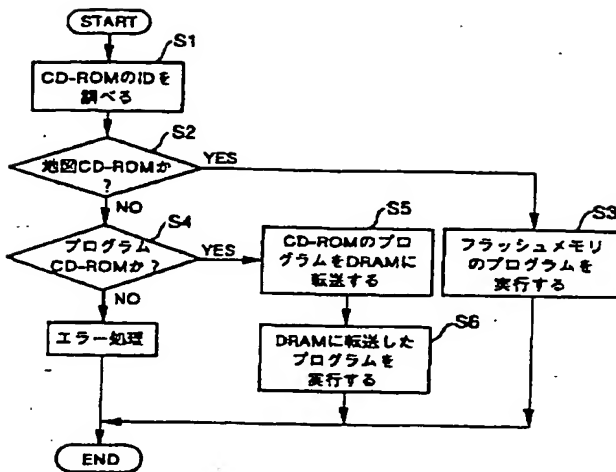 START
S1
CD-ROMのIDを
調べる
S2
地図CD-ROMか
?
YES
NO
S4
プログラム
CD-ROMか?
YES
NO
S5
CD-ROMのプロ
グラムをDRAMに
転送する
S3
フラッシュメモリ
のプログラムを
実行する
エラー処理
S6
DRAMに転送した
プログラムを
実行する
END